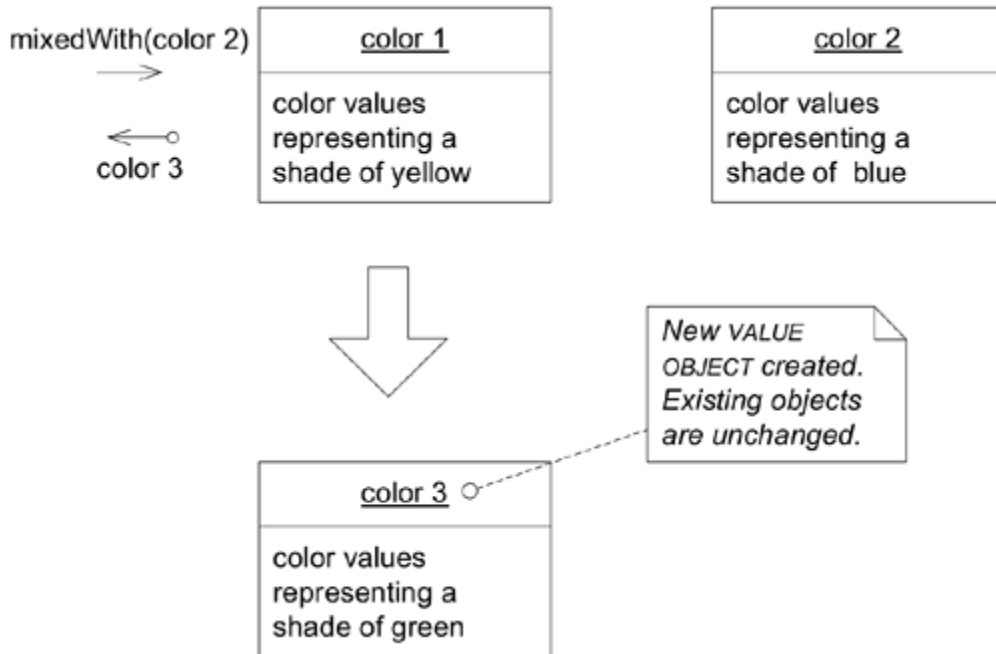 mixedWith(color 2)
color 3
color 1
color values
representing a
shade of yellow
color 2
color values
representing a
shade of  blue
New VALUE
OBJECT created.
Existing objects
are unchanged.
color 3
color values
representing a
shade of green